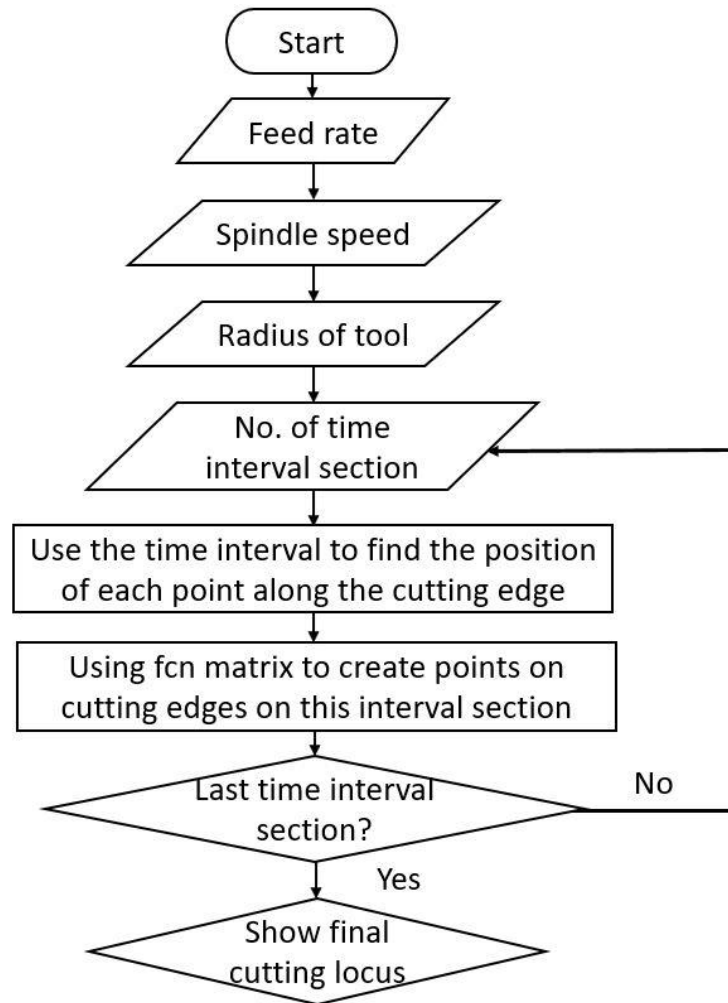 Start
Feed rate
Spindle speed
Radius of tool
No. of time
interval section
Use the time interval to find the position
of each point along the cutting edge
Using fcn matrix to create points on
cutting edges on this interval section
Last time interval
section?
No
Yes
Show final
cutting locus